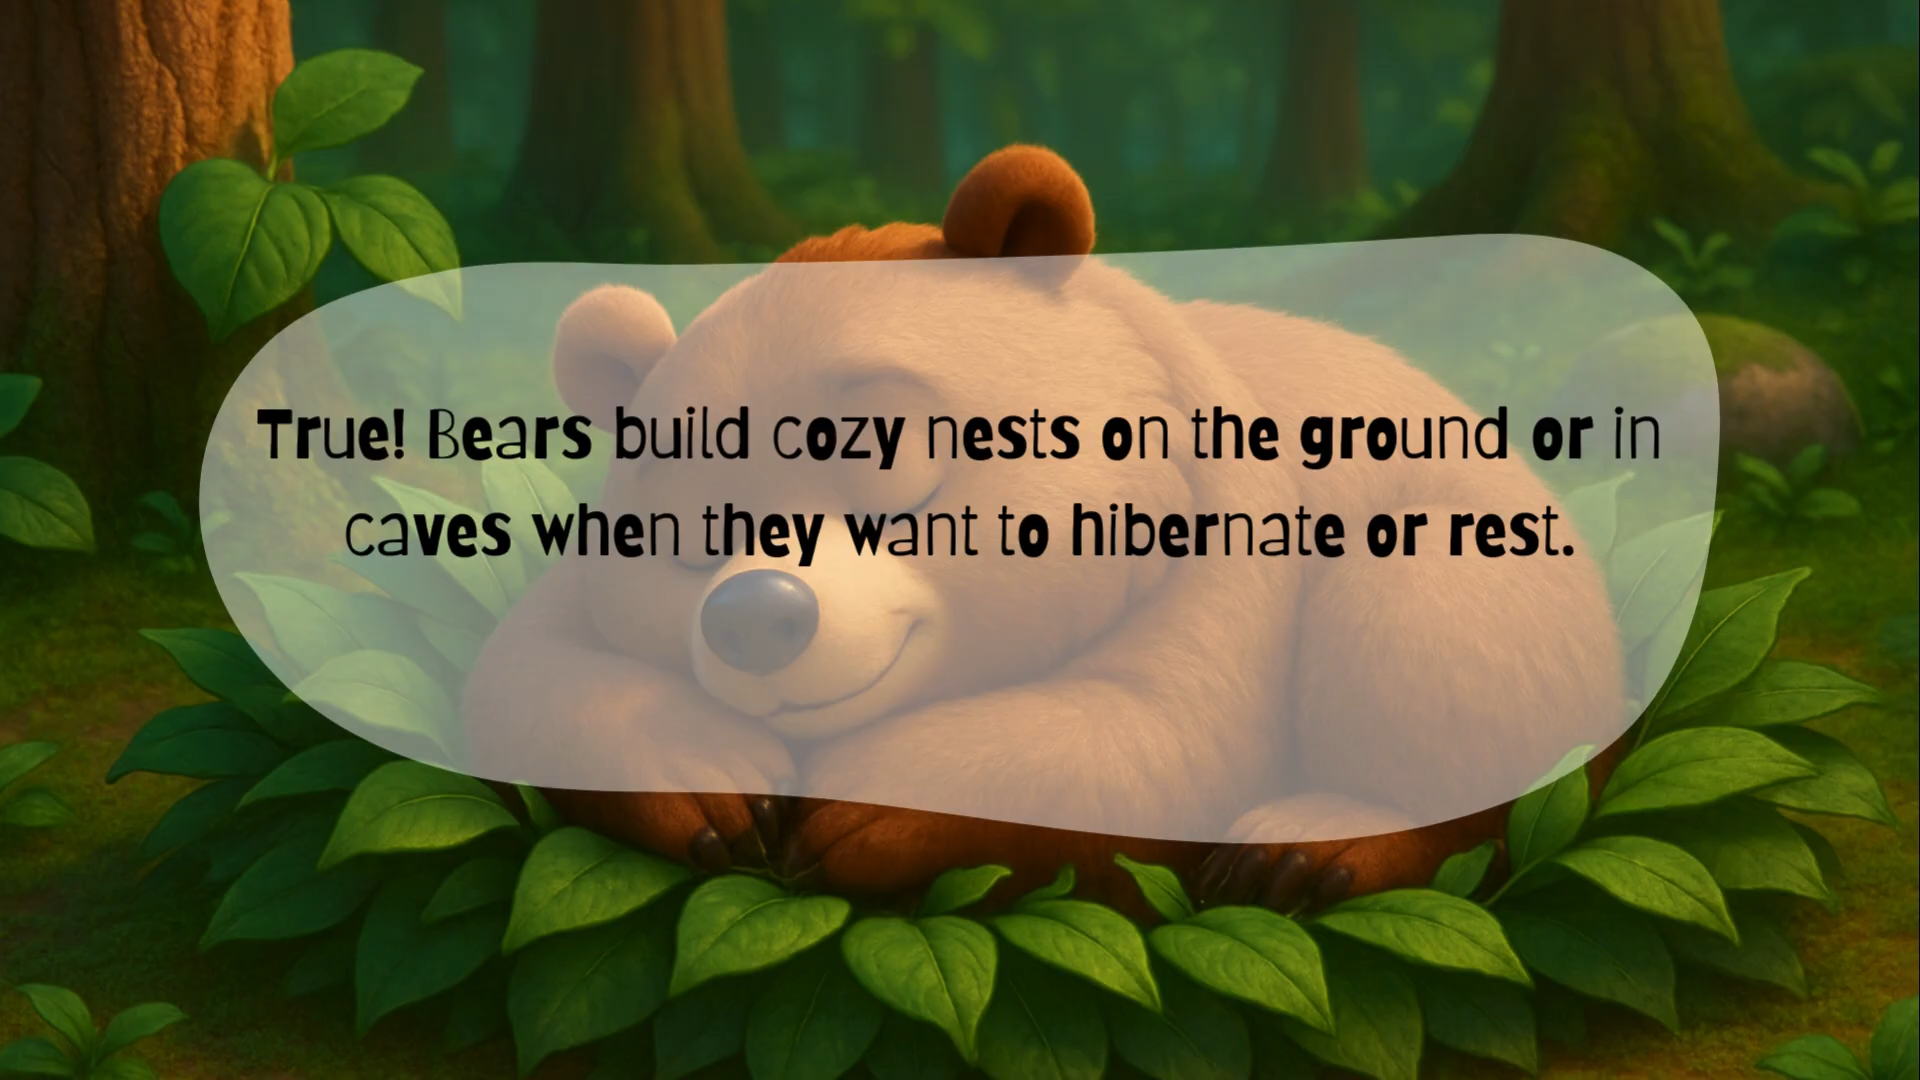 True! Bears build cozy nests on the ground or in
caves when they want to hibernate or rest.